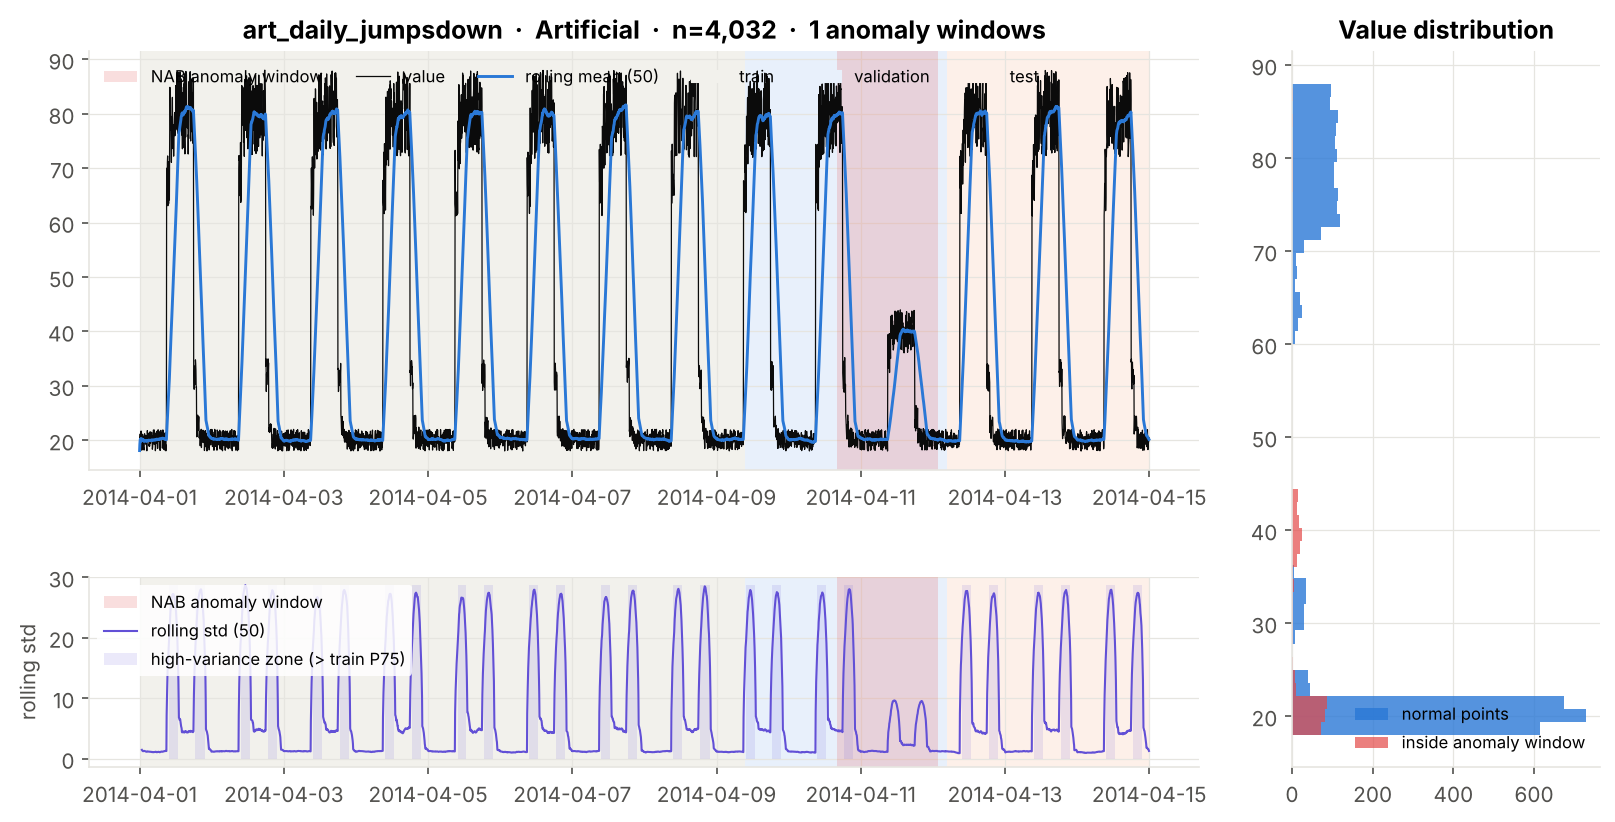 art_daily_jumpsdown · Artificial · n=4,032 · 1 anomaly windows
NAB anomaly window
value
rolling mean (50)
train
validation
test
90
80
70
60
50
40
30
20
2014-04-01
2014-04-03
2014-04-05
2014-04-07
2014-04-09
2014-04-11
2014-04-13
2014-04-15
rolling std
NAB anomaly window
rolling std (50)
high-variance zone (> train P75)
30
20
10
0
2014-04-01
2014-04-03
2014-04-05
2014-04-07
2014-04-09
2014-04-11
2014-04-13
2014-04-15
Value distribution
90
80
70
60
50
40
30
20
normal points
inside anomaly window
0
200
400
600